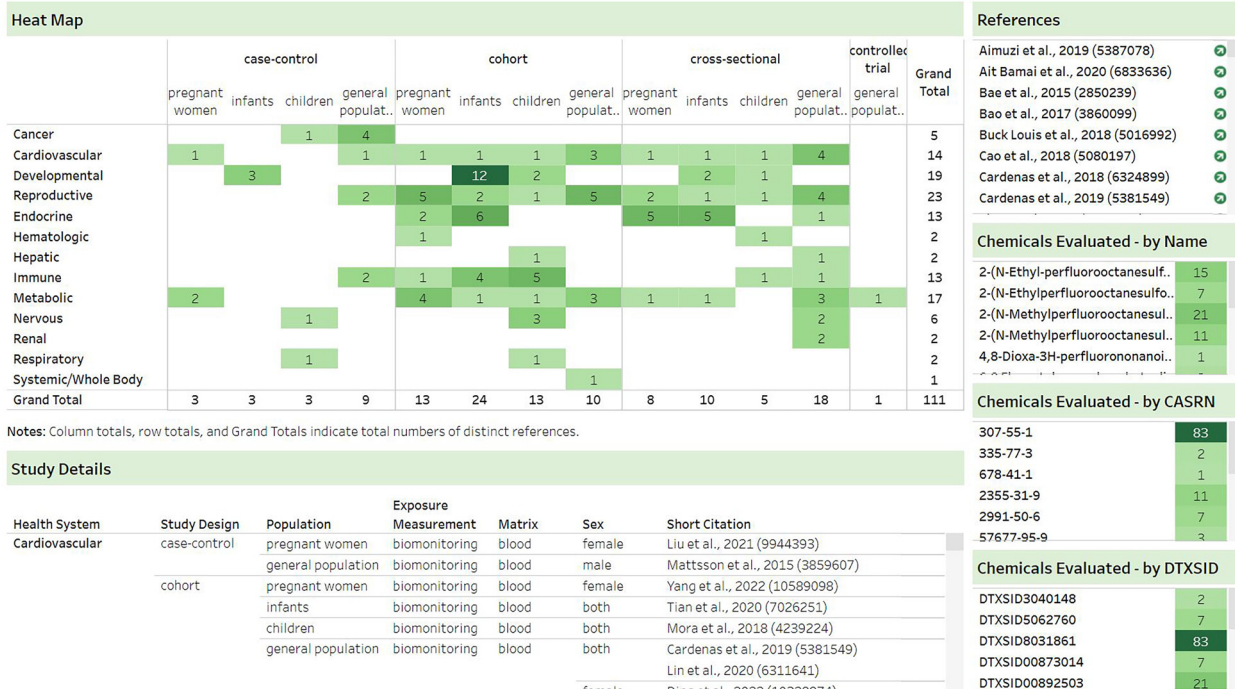 Heat Map
case-control cohort cross-sectional controlled trial Grand Total
pregnant women infants children general populat.. pregnant women infants children general populat.. pregnant women infants children general populat.. general populat..
Cancer 1 4 5
Cardiovascular 1 1 1 1 1 3 1 1 1 4 14
Developmental 3 12 2 2 1 19
Reproductive 2 5 2 1 5 2 1 1 4 23
Endocrine 2 6 5 5 1 13
Hematologic 1 1 2
Hepatic 1 1 2
Immune 2 1 4 5 1 1 13
Metabolic 2 4 1 1 3 1 1 3 1 17
Nervous 1 3 2 6
Renal 2 2
Respiratory 1 1 2
Systemic/Whole Body 1 1
Grand Total 3 3 3 9 13 24 13 10 8 10 5 18 1 111
Notes: Column totals, row totals, and Grand Totals indicate total numbers of distinct references.
Study Details
Health System Study Design Population Exposure Measurement Matrix Sex Short Citation
Cardiovascular case-control pregnant women biomonitoring blood female Liu et al., 2021 (9944393)
general population biomonitoring blood male Mattsson et al., 2015 (3859607)
cohort pregnant women biomonitoring blood female Yang et al., 2022 (10589098)
infants biomonitoring blood both Tian et al., 2020 (7026251)
children biomonitoring blood both Mora et al., 2018 (4239224)
general population biomonitoring blood both Cardenas et al., 2019 (5381549)
Lin et al., 2020 (6311641)
References
Aimuzi et al., 2019 (5387078)
Ait Bamai et al., 2020 (6833636)
Bae et al., 2015 (2850239)
Bao et al., 2017 (3860099)
Buck Louis et al., 2018 (5016992)
Cao et al., 2018 (5080197)
Cardenas et al., 2018 (6324899)
Cardenas et al., 2019 (5381549)
Chemicals Evaluated - by Name
2-(N-Ethyl-perfluorooctanesulf.. 15
2-(N-Ethylperfluorooctanesulfo.. 7
2-(N-Methylperfluorooctanesul.. 21
2-(N-Methylperfluorooctanesul.. 11
4,8-Dioxa-3H-perfluorononanoi.. 1
Chemicals Evaluated - by CASRN
307-55-1 83
335-77-3 2
678-41-1 1
2355-31-9 11
2991-50-6 7
57677-95-9 3
Chemicals Evaluated - by DTXSID
DTXSID3040148 2
DTXSID5062760 7
DTXSID8031861 83
DTXSID00873014 7
DTXSID00892503 21